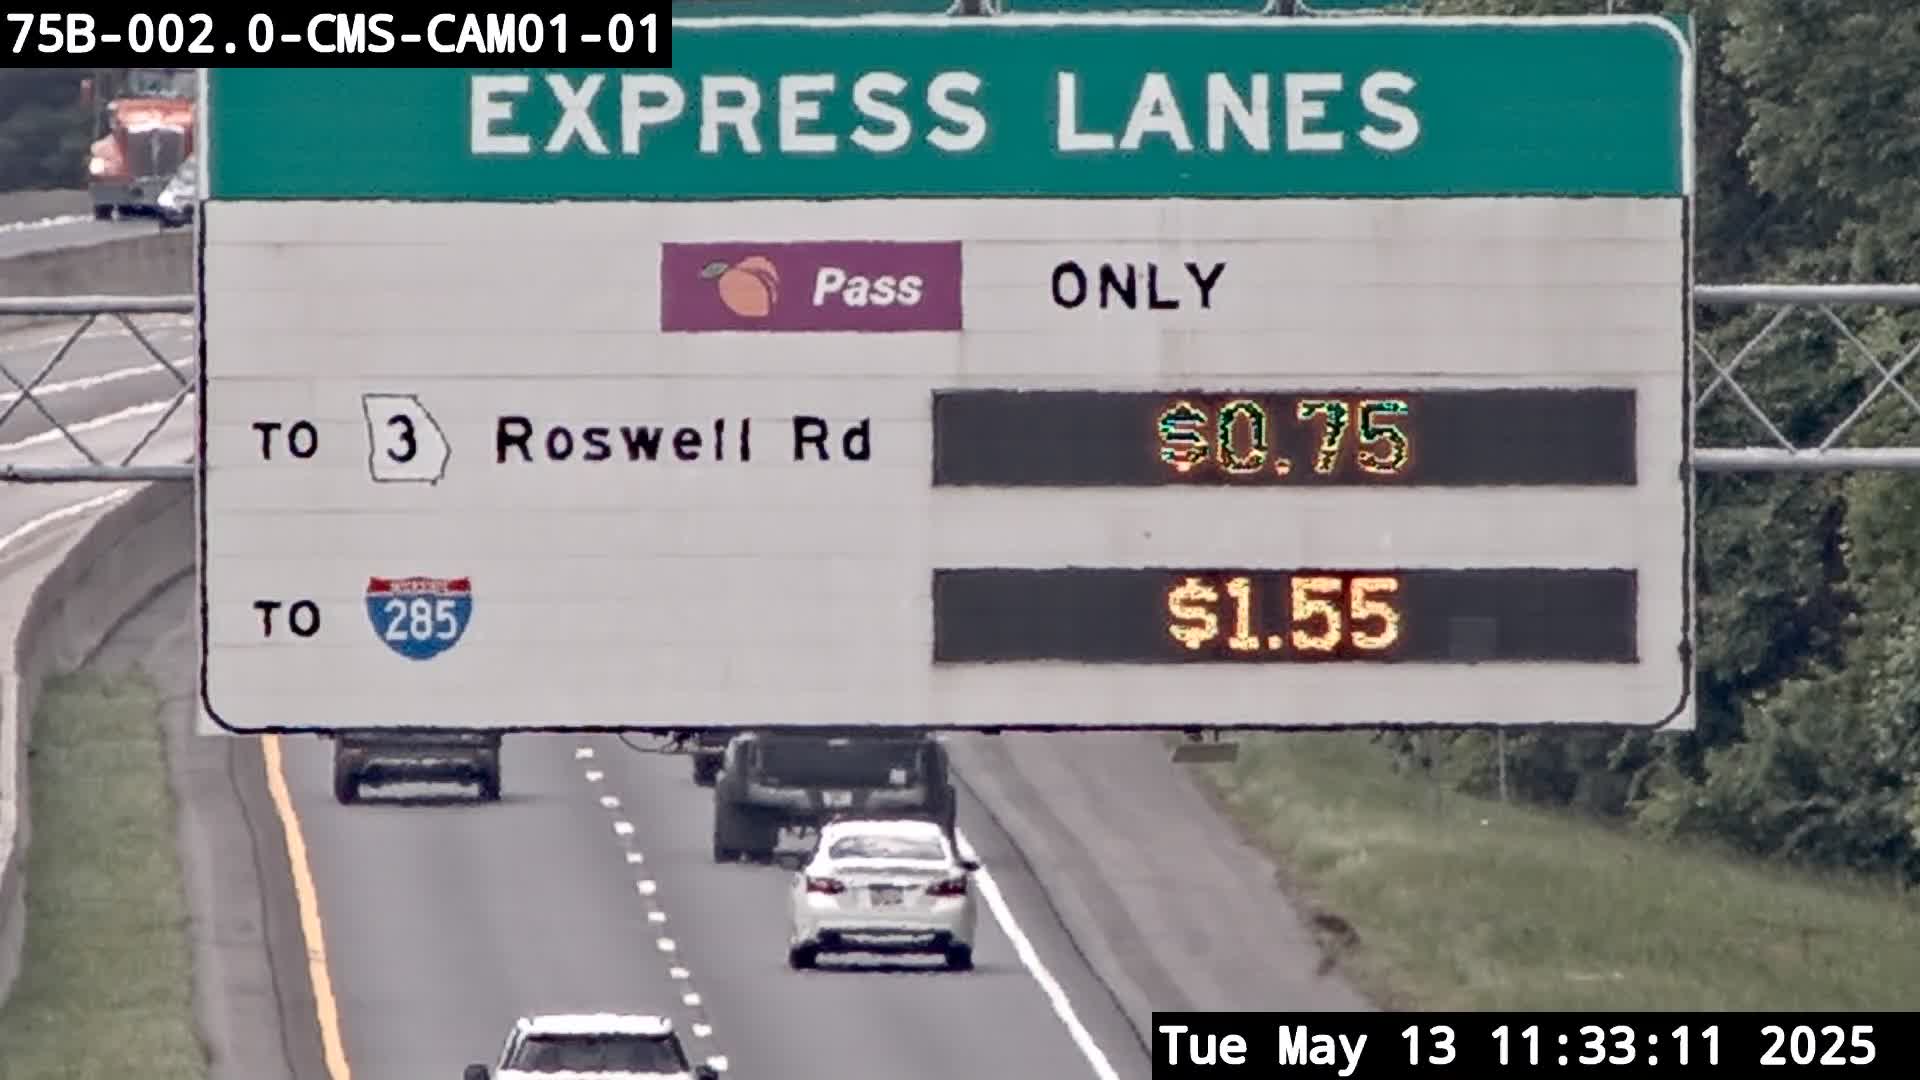 75B-002.0-CMS-CAM01-01
EXPRESS LANES
Pass ONLY
TO 3 Roswell Rd $0.75
TO 285 $1.55
Tue May 13 11:33:11 2025